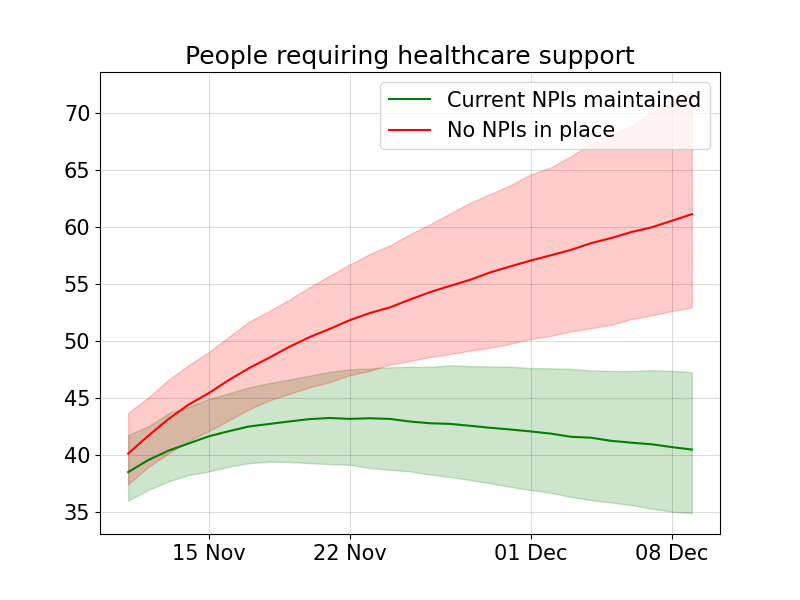 People requiring healthcare support
Current NPIs maintained
No NPIs in place
70
65
60
55
50
45
40
35
15 Nov
22 Nov
01 Dec
08 Dec